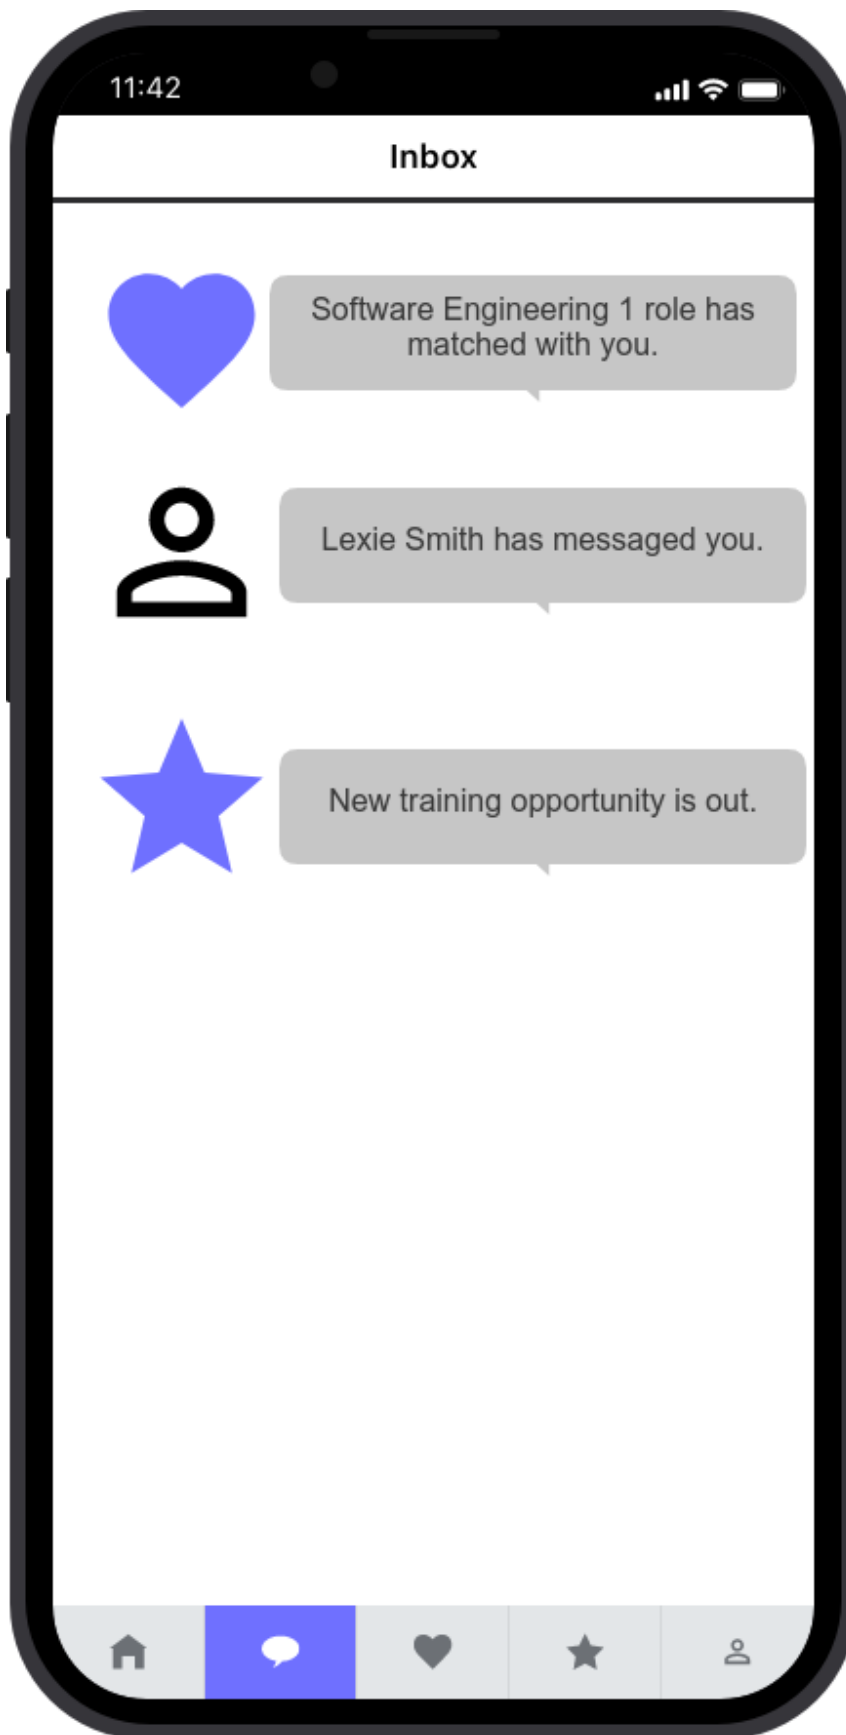 11:42
Inbox
Software Engineering 1 role has
matched with you.
Lexie Smith has messaged you.
New training opportunity is out.